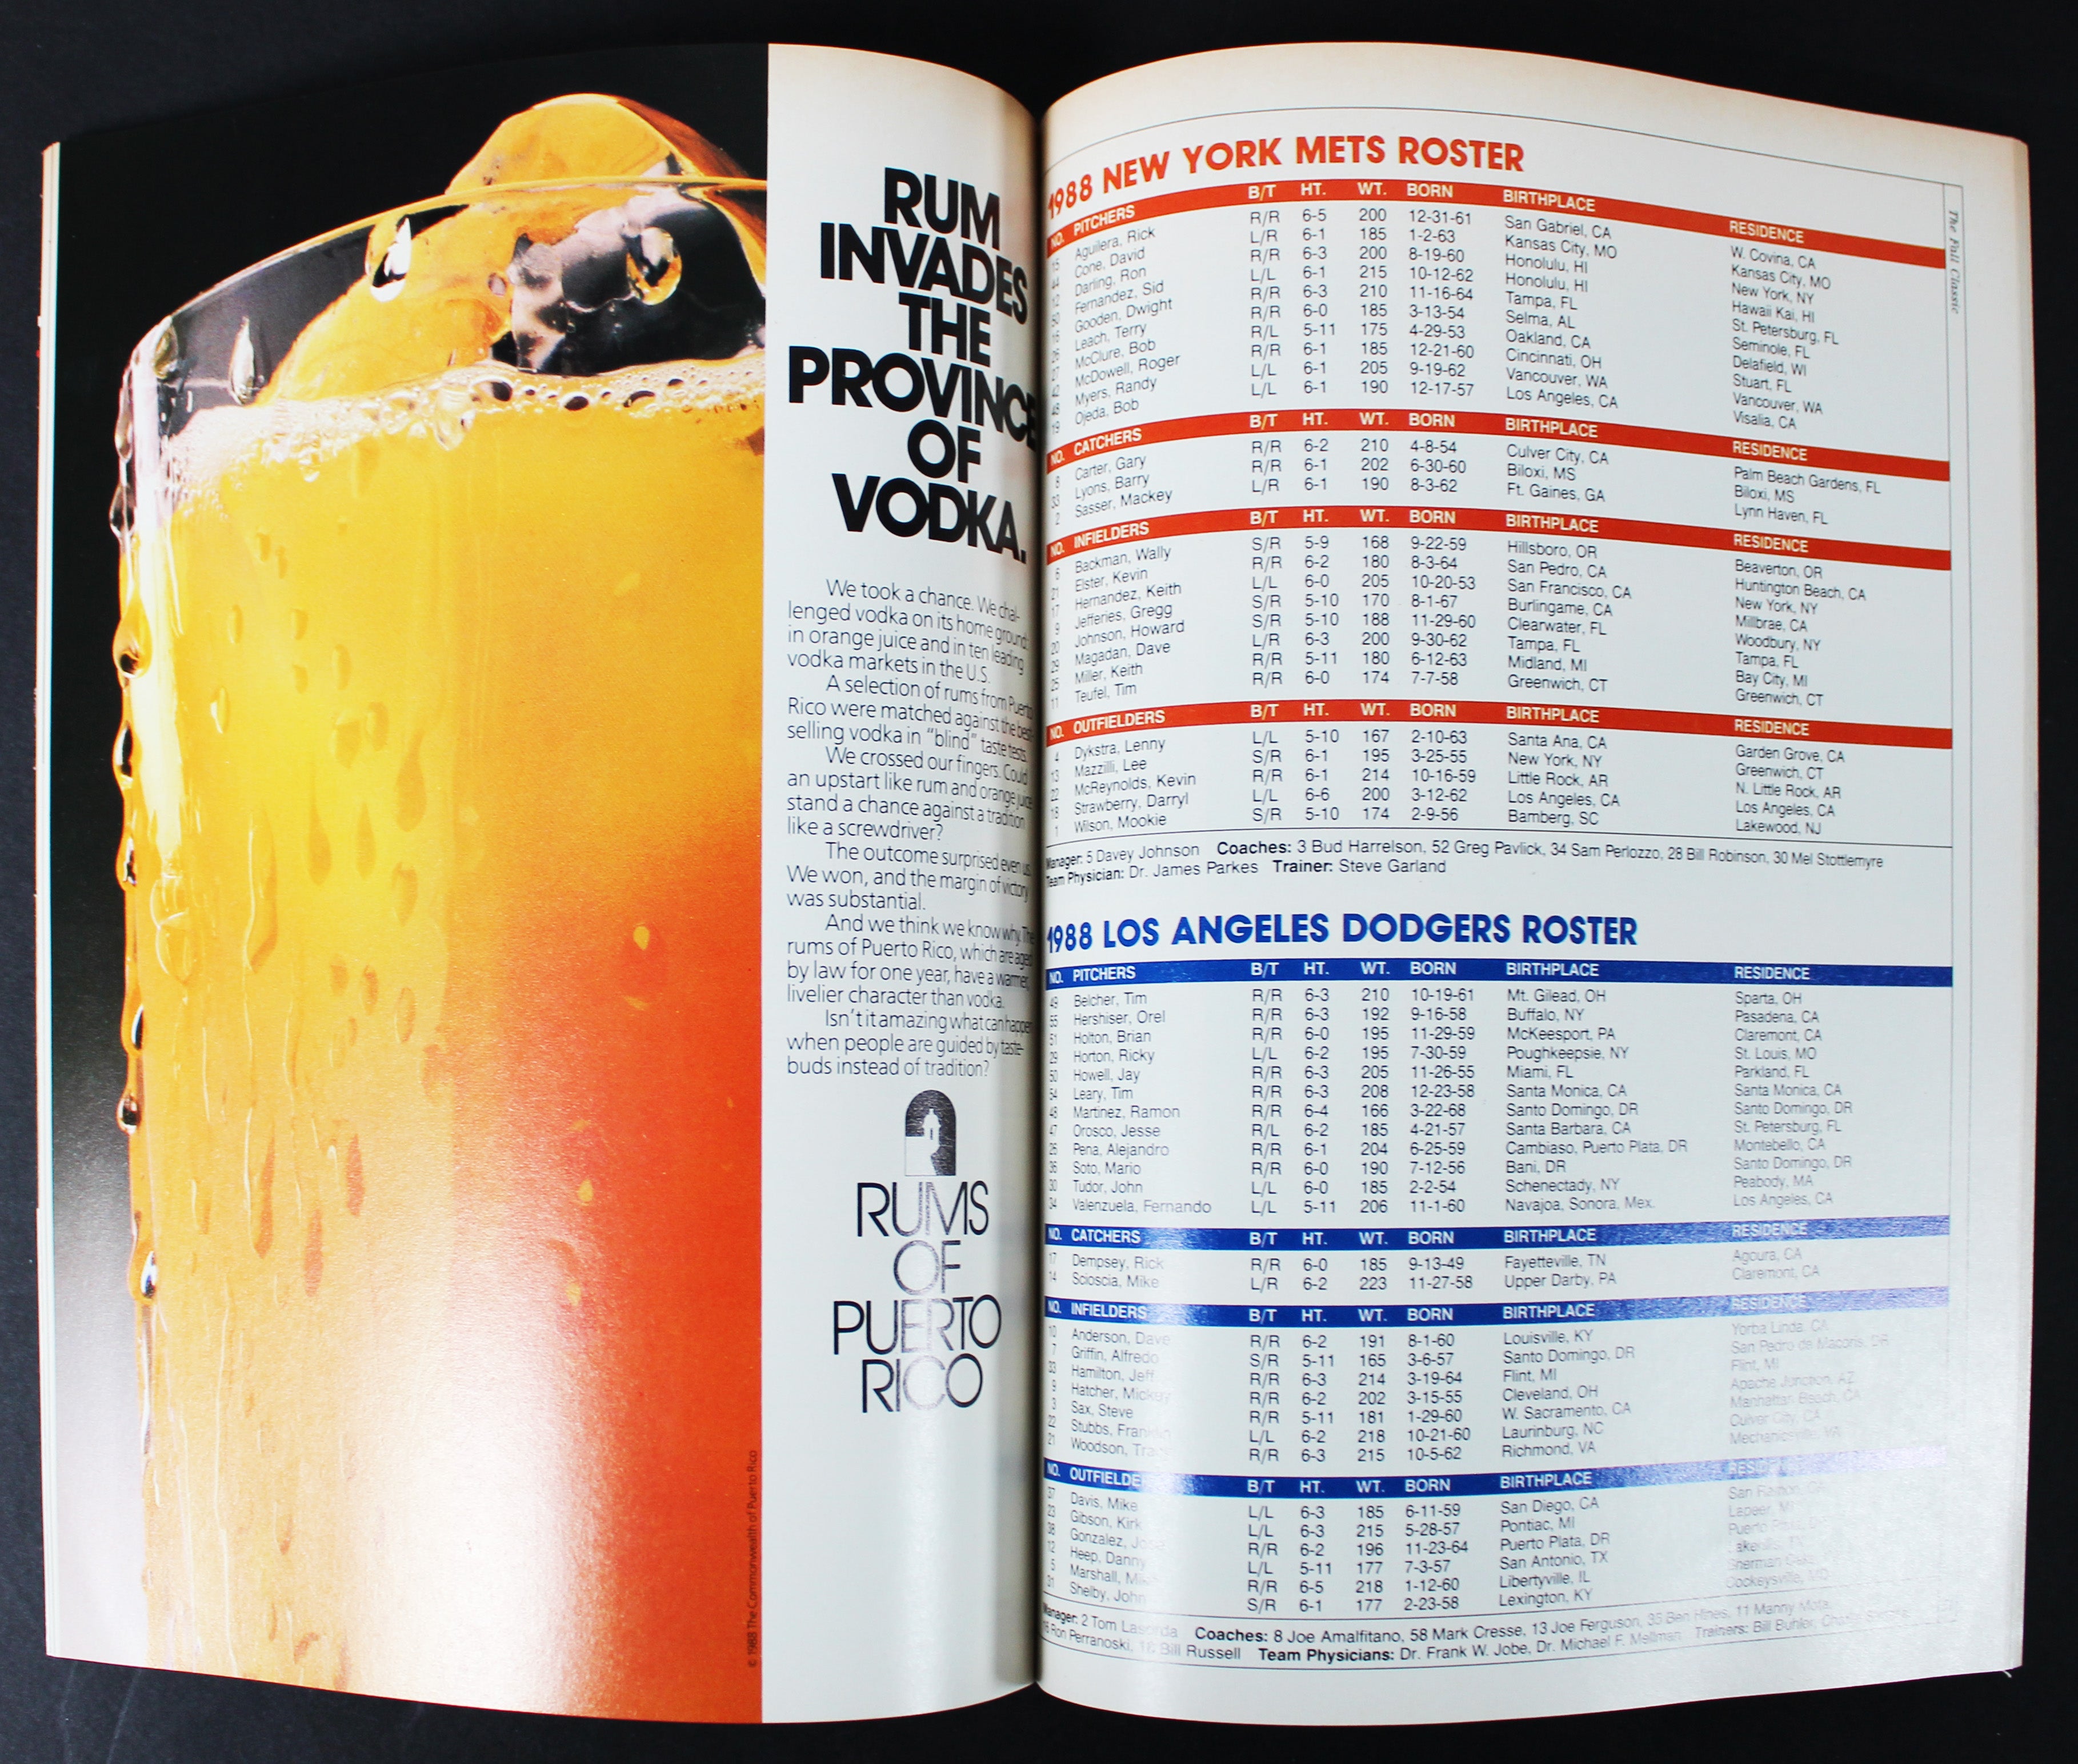 RUM
INVADES
THE
PROVINCE
OF
VODKA.
We took a chance. We chal-
lenged vodka on its home ground:
in orange juice and in ten leading
vodka markets in the U.S.
A selection of rums from Puerto
Rico were matched against the best
selling vodka in "blind" taste tests.
We crossed our fingers. Could
an upstart like rum and orange juice
stand a chance against a tradition
like a screwdriver?
The outcome surprised even us.
We won, and the margin of victory
was substantial.
And we think we know why. The
rums of Puerto Rico, which are aged
by law for one year, have a warmer,
livelier character than vodka.
Isn't it amazing what can happen
when people are guided by taste-
buds instead of tradition?
RUMS
OF
PUERTO
RICO
© 1988 The Commonwealth of Puerto Rico
The Fall Classic
1988 NEW YORK METS ROSTER
NO. PITCHERS B/T HT. WT. BORN BIRTHPLACE RESIDENCE
15 Aguilera, Rick R/R 6-5 200 12-31-61 San Gabriel, CA W. Covina, CA
44 Cone, David L/R 6-1 185 1-2-63 Kansas City, MO Kansas City, MO
12 Darling, Ron R/R 6-3 200 8-19-60 Honolulu, HI New York, NY
50 Fernandez, Sid L/L 6-1 215 10-12-62 Honolulu, HI Hawaii Kai, HI
16 Gooden, Dwight R/R 6-3 210 11-16-64 Tampa, FL St. Petersburg, FL
26 Leach, Terry R/R 6-0 185 3-13-54 Selma, AL Seminole, FL
27 McClure, Bob R/L 5-11 175 4-29-53 Oakland, CA Delafield, WI
42 McDowell, Roger R/R 6-1 185 12-21-60 Cincinnati, OH Stuart, FL
48 Myers, Randy L/L 6-1 205 9-19-62 Vancouver, WA Vancouver, WA
19 Ojeda, Bob L/L 6-1 190 12-17-57 Los Angeles, CA Visalia, CA
NO. CATCHERS B/T HT. WT. BORN BIRTHPLACE RESIDENCE
8 Carter, Gary R/R 6-2 210 4-8-54 Culver City, CA Palm Beach Gardens, FL
33 Lyons, Barry R/R 6-1 202 6-30-60 Biloxi, MS Biloxi, MS
2 Sasser, Mackey L/R 6-1 190 8-3-62 Ft. Gaines, GA Lynn Haven, FL
NO. INFIELDERS B/T HT. WT. BORN BIRTHPLACE RESIDENCE
6 Backman, Wally S/R 5-9 168 9-22-59 Hillsboro, OR Beaverton, OR
21 Elster, Kevin R/R 6-2 180 8-3-64 San Pedro, CA Huntington Beach, CA
17 Hernandez, Keith L/L 6-0 205 10-20-53 San Francisco, CA New York, NY
9 Jefferies, Gregg S/R 5-10 170 8-1-67 Burlingame, CA Millbrae, CA
20 Johnson, Howard S/R 5-10 188 11-29-60 Clearwater, FL Woodbury, NY
29 Magadan, Dave L/R 6-3 200 9-30-62 Tampa, FL Tampa, FL
25 Miller, Keith R/R 5-11 180 6-12-63 Midland, MI Bay City, MI
11 Teufel, Tim R/R 6-0 174 7-7-58 Greenwich, CT Greenwich, CT
NO. OUTFIELDERS B/T HT. WT. BORN BIRTHPLACE RESIDENCE
4 Dykstra, Lenny L/L 5-10 167 2-10-63 Santa Ana, CA Garden Grove, CA
13 Mazzilli, Lee S/R 6-1 195 3-25-55 New York, NY Greenwich, CT
22 McReynolds, Kevin R/R 6-1 214 10-16-59 Little Rock, AR N. Little Rock, AR
18 Strawberry, Darryl L/L 6-6 200 3-12-62 Los Angeles, CA Los Angeles, CA
1 Wilson, Mookie S/R 5-10 174 2-9-56 Bamberg, SC Lakewood, NJ
Manager: 5 Davey Johnson Coaches: 3 Bud Harrelson, 52 Greg Pavlick, 34 Sam Perlozzo, 28 Bill Robinson, 30 Mel Stottlemyre
Team Physician: Dr. James Parkes Trainer: Steve Garland
1988 LOS ANGELES DODGERS ROSTER
NO. PITCHERS B/T HT. WT. BORN BIRTHPLACE RESIDENCE
49 Belcher, Tim R/R 6-3 210 10-19-61 Mt. Gilead, OH Sparta, OH
55 Hershiser, Orel R/R 6-3 192 9-16-58 Buffalo, NY Pasadena, CA
51 Holton, Brian R/R 6-0 195 11-29-59 McKeesport, PA Claremont, CA
29 Horton, Ricky L/L 6-2 195 7-30-59 Poughkeepsie, NY St. Louis, MO
50 Howell, Jay R/R 6-3 205 11-26-55 Miami, FL Parkland, FL
54 Leary, Tim R/R 6-3 208 12-23-58 Santa Monica, CA Santa Monica, CA
48 Martinez, Ramon R/R 6-4 166 3-22-68 Santo Domingo, DR Santo Domingo, DR
47 Orosco, Jesse R/L 6-2 185 4-21-57 Santa Barbara, CA St. Petersburg, FL
26 Pena, Alejandro R/R 6-1 204 6-25-59 Cambiaso, Puerto Plata, DR Montebello, CA
36 Soto, Mario R/R 6-0 190 7-12-56 Bani, DR Santo Domingo, DR
30 Tudor, John L/L 6-0 185 2-2-54 Schenectady, NY Peabody, MA
34 Valenzuela, Fernando L/L 5-11 206 11-1-60 Navajoa, Sonora, Mex. Los Angeles, CA
NO. CATCHERS B/T HT. WT. BORN BIRTHPLACE RESIDENCE
17 Dempsey, Rick R/R 6-0 185 9-13-49 Fayetteville, TN Agoura, CA
14 Scioscia, Mike L/R 6-2 223 11-27-58 Upper Darby, PA Claremont, CA
NO. INFIELDERS B/T HT. WT. BORN BIRTHPLACE RESIDENCE
10 Anderson, Dave R/R 6-2 191 8-1-60 Louisville, KY Yorba Linda, CA
7 Griffin, Alfredo S/R 5-11 165 3-6-57 Santo Domingo, DR San Pedro de Macoris, DR
33 Hamilton, Jeff R/R 6-3 214 3-19-64 Flint, MI Flint, MI
9 Hatcher, Mickey R/R 6-2 202 3-15-55 Cleveland, OH Apache Junction, AZ
3 Sax, Steve R/R 5-11 181 1-29-60 W. Sacramento, CA Manhattan Beach, CA
22 Stubbs, Franklin L/L 6-2 218 10-21-60 Laurinburg, NC Culver City, CA
21 Woodson, Tracy R/R 6-3 215 10-5-62 Richmond, VA Mechanicsville, VA
NO. OUTFIELDE B/T HT. WT. BORN BIRTHPLACE
37 Davis, Mike L/L 6-3 185 6-11-59 San Diego, CA San Ramon, CA
23 Gibson, Kirk L/L 6-3 215 5-28-57 Pontiac, MI Lapeer, MI
38 Gonzalez, Jose R/R 6-2 196 11-23-64 Puerto Plata, DR Puerto
12 Heep, Danny L/L 5-11 177 7-3-57 San Antonio, TX
5 Marshall, Mike R/R 6-5 218 1-12-60 Libertyville, IL Sherman
31 Shelby, John S/R 6-1 177 2-23-58 Lexington, KY Cockeysville, MD
Manager: 2 Tom Lasorda Coaches: 8 Joe Amalfitano, 58 Mark Cresse, 13 Joe Ferguson, 35 Ben Hines, 11 Manny Mota,
Ron Perranoski, 18 Bill Russell Team Physicians: Dr. Frank W. Jobe, Dr. Michael F. Mellman Trainers: Bill Buhler,